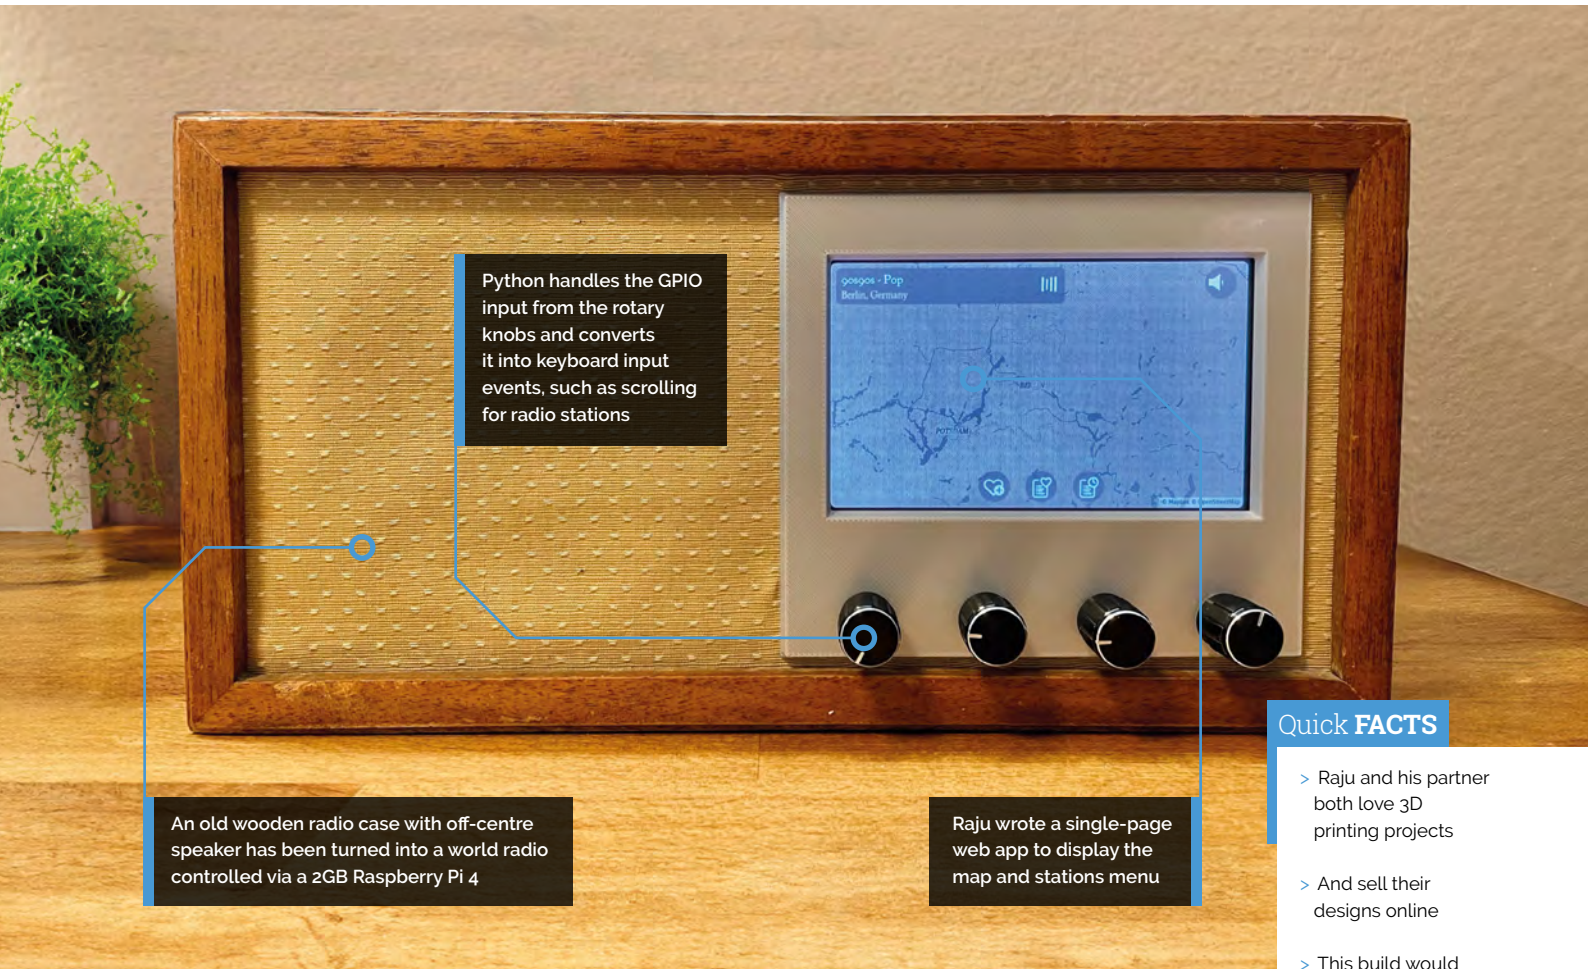 gosgos - Pop
Berlin, Germany
Python handles the GPIO
input from the rotary
knobs and converts
it into keyboard input
events, such as scrolling
for radio stations
An old wooden radio case with off-centre
speaker has been turned into a world radio
controlled via a 2GB Raspberry Pi 4
Raju wrote a single-page
web app to display the
map and stations menu
Quick FACTS
> Raju and his partner
both love 3D
printing projects
> And sell their
designs online
> This build would